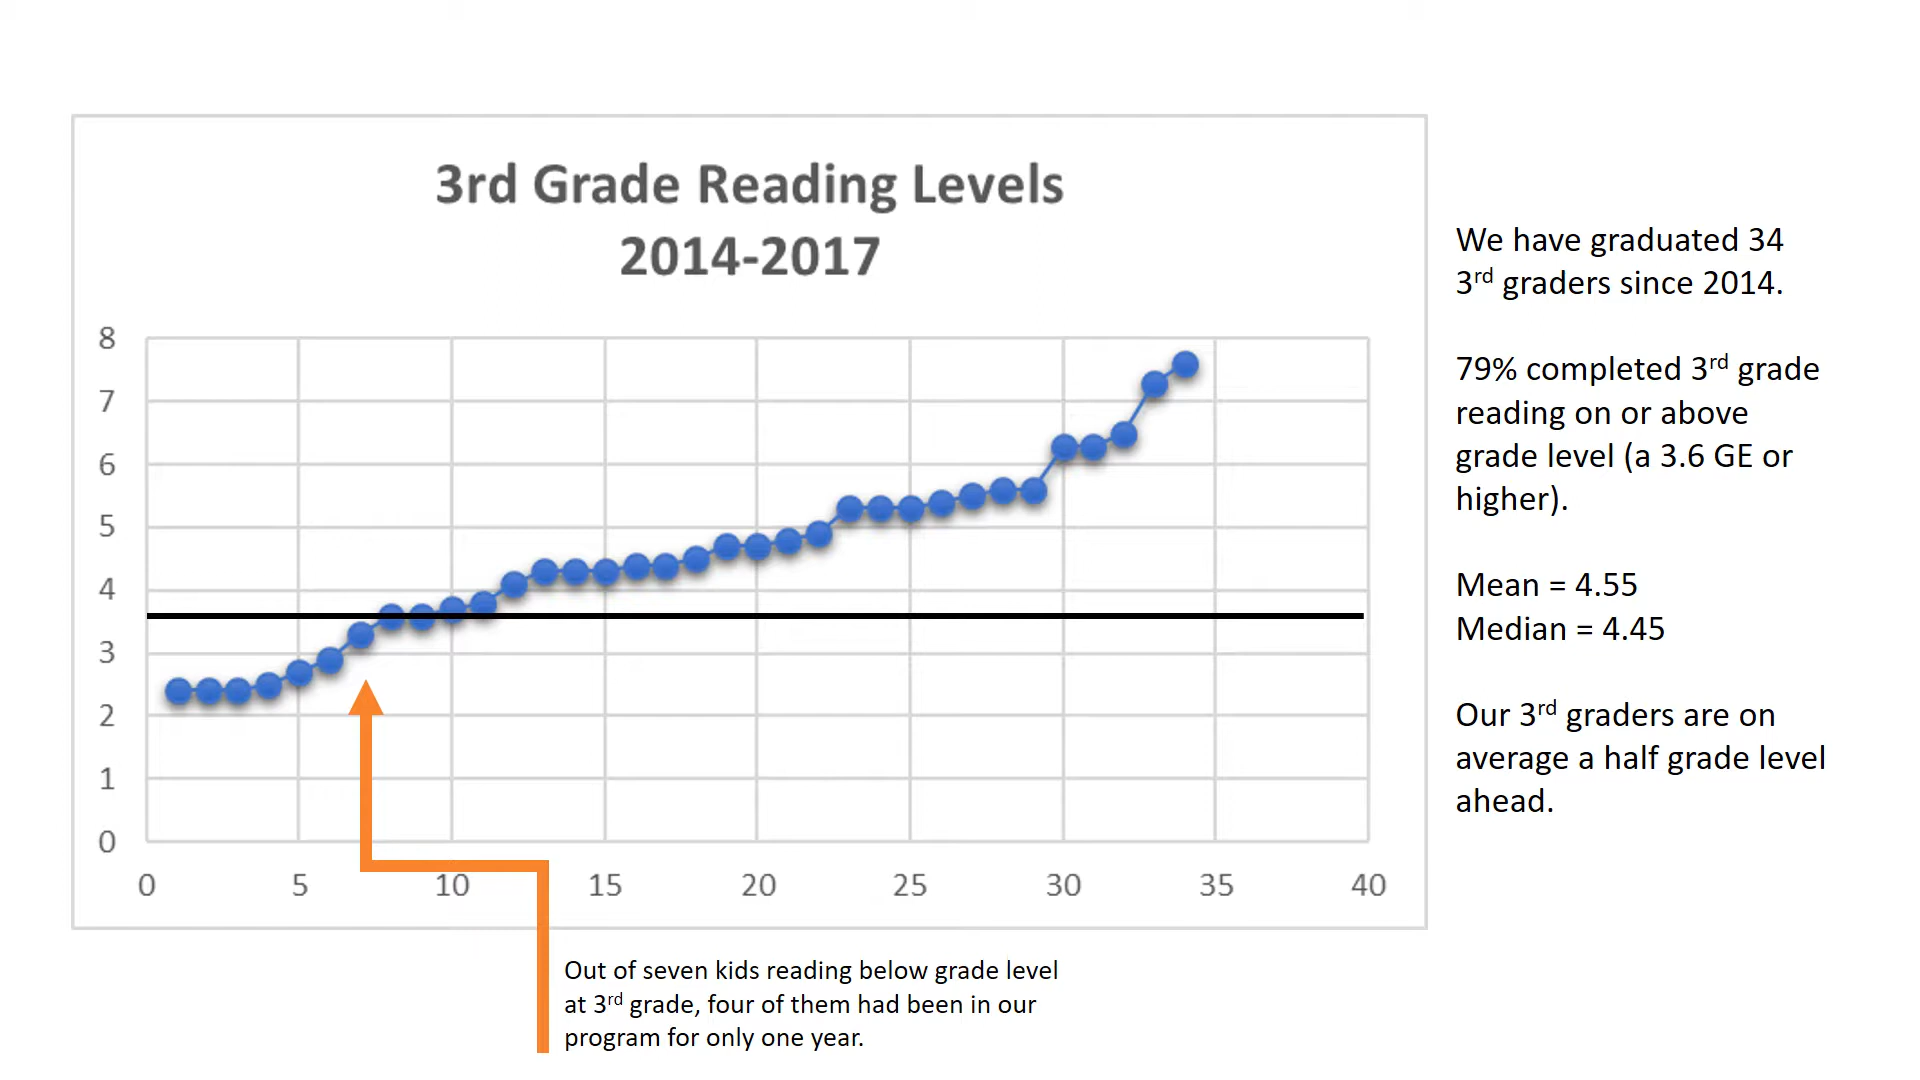 3rd Grade Reading Levels
2014-2017
8
7
6
5
4
3
2
1
0
0 5 10 15 20 25 30 35 40
We have graduated 34
3rd graders since 2014.
79% completed 3rd grade
reading on or above
grade level (a 3.6 GE or
higher).
Mean = 4.55
Median = 4.45
Our 3rd graders are on
average a half grade level
ahead.
Out of seven kids reading below grade level
at 3rd grade, four of them had been in our
program for only one year.